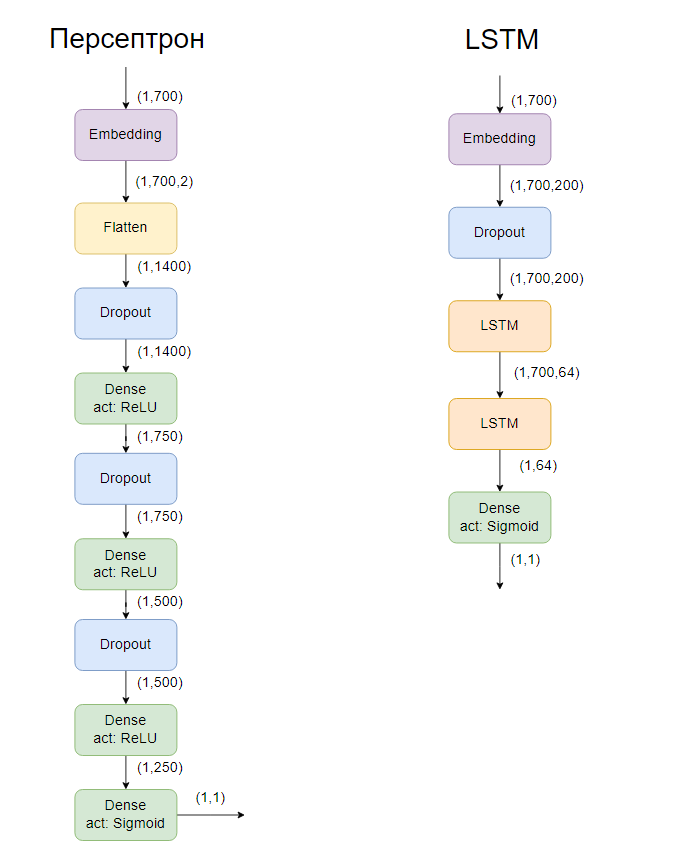 Персептрон
(1,700)
Embedding
(1,700,2)
Flatten
(1,1400)
Dropout
(1,1400)
Dense
act: ReLU
(1,750)
Dropout
(1,750)
Dense
act: ReLU
(1,500)
Dropout
(1,500)
Dense
act: ReLU
(1,250)
Dense
act: Sigmoid
(1,1)
LSTM
(1,700)
Embedding
(1,700,200)
Dropout
(1,700,200)
LSTM
(1,700,64)
LSTM
(1,64)
Dense
act: Sigmoid
(1,1)